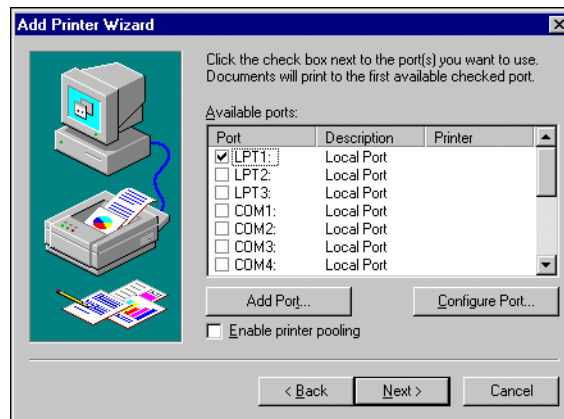 Add Printer Wizard
Click the check box next to the port(s) you want to use.
Documents will print to the first available checked port.
Available ports:
Port Description Printer
LPT1: Local Port
LPT2: Local Port
LPT3: Local Port
COM1: Local Port
COM2: Local Port
COM3: Local Port
COM4: Local Port
Add Port... Configure Port...
Enable printer pooling
< Back Next > Cancel